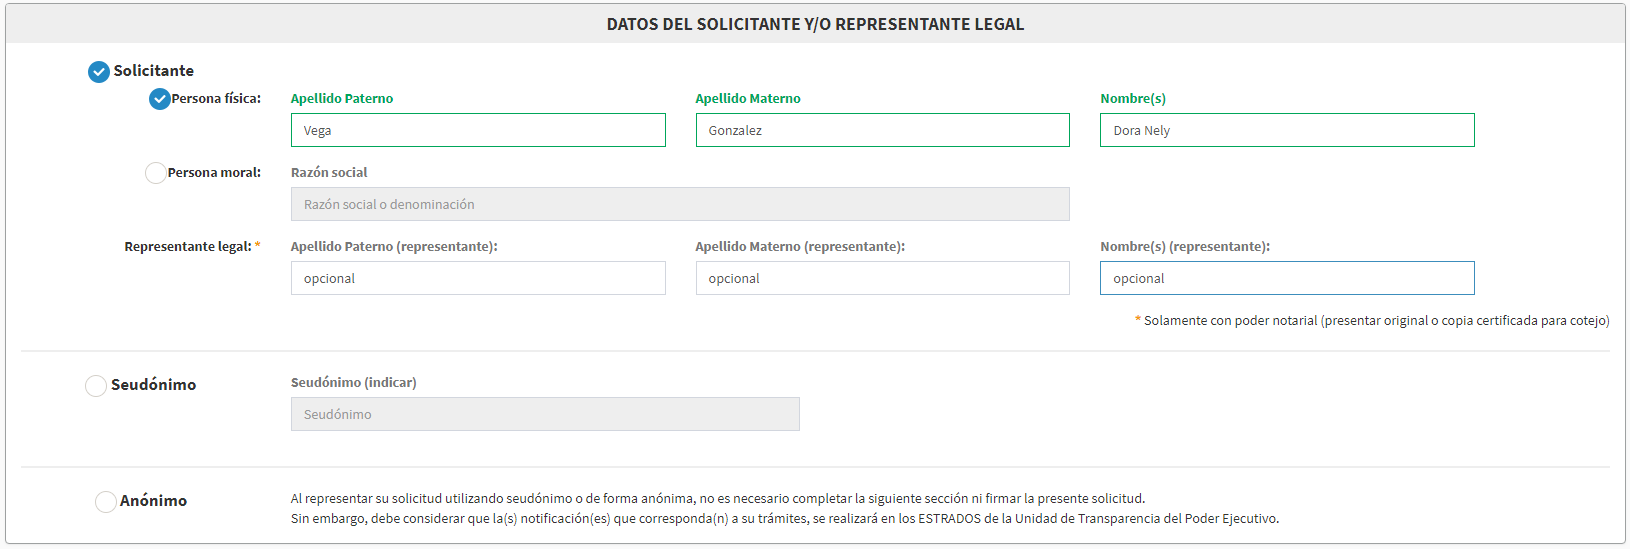 DATOS DEL SOLICITANTE Y/O REPRESENTANTE LEGAL
Solicitante
Persona física: Apellido Paterno Apellido Materno Nombre(s)
Vega Gonzalez Dora Nely
Persona moral: Razón social
Razón social o denominación
Representante legal: * Apellido Paterno (representante): Apellido Materno (representante): Nombre(s) (representante):
opcional opcional opcional
* Solamente con poder notarial (presentar original o copia certificada para cotejo)
Seudónimo Seudónimo (indicar)
Seudónimo
Anónimo Al representar su solicitud utilizando seudónimo o de forma anónima, no es necesario completar la siguiente sección ni firmar la presente solicitud.
Sin embargo, debe considerar que la(s) notificación(es) que corresponda(n) a su trámites, se realizará en los ESTRADOS de la Unidad de Transparencia del Poder Ejecutivo.